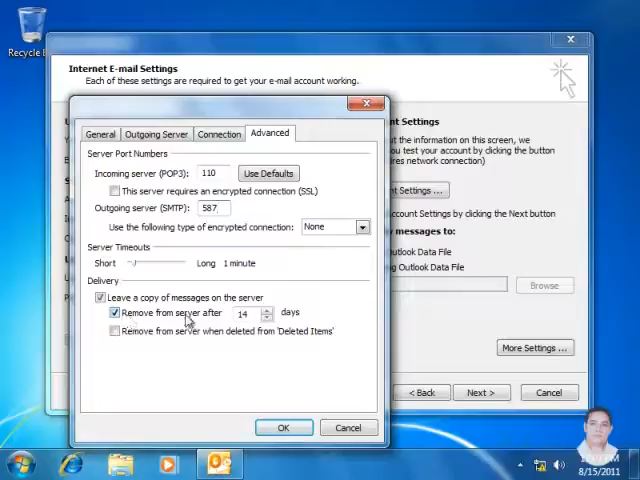 Recycle
Internet E-mail Settings
Each of these settings are required to get your e-mail account working.
General
Outgoing Server
Connection
Advanced
Server Port Numbers
Incoming server (POP3): 110 Use Defaults
This server requires an encrypted connection (SSL)
Outgoing server (SMTP): 587
Use the following type of encrypted connection: None
Server Timeouts
Short Long 1 minute
Delivery
Leave a copy of messages on the server
Remove from server after 14 days
Remove from server when deleted from 'Deleted Items'
OK Cancel
nt Settings
ut the information on this screen, we
you test your account by clicking the button
ires network connection)
nt Settings ...
ccount Settings by clicking the Next button
y messages to:
Outlook Data File
g Outlook Data File
Browse
More Settings ...
< Back Next > Cancel
8/15/2011